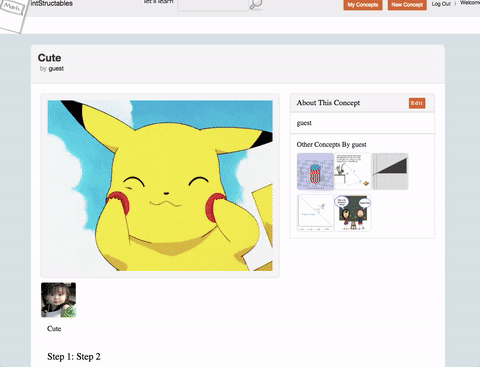 Math
intStructables
let's learn
My Concepts
New Concept
Log Out
|
Welcome
Cute
by guest
About This Concept
Edit
guest
Other Concepts By guest
Cute
Step 1: Step 2